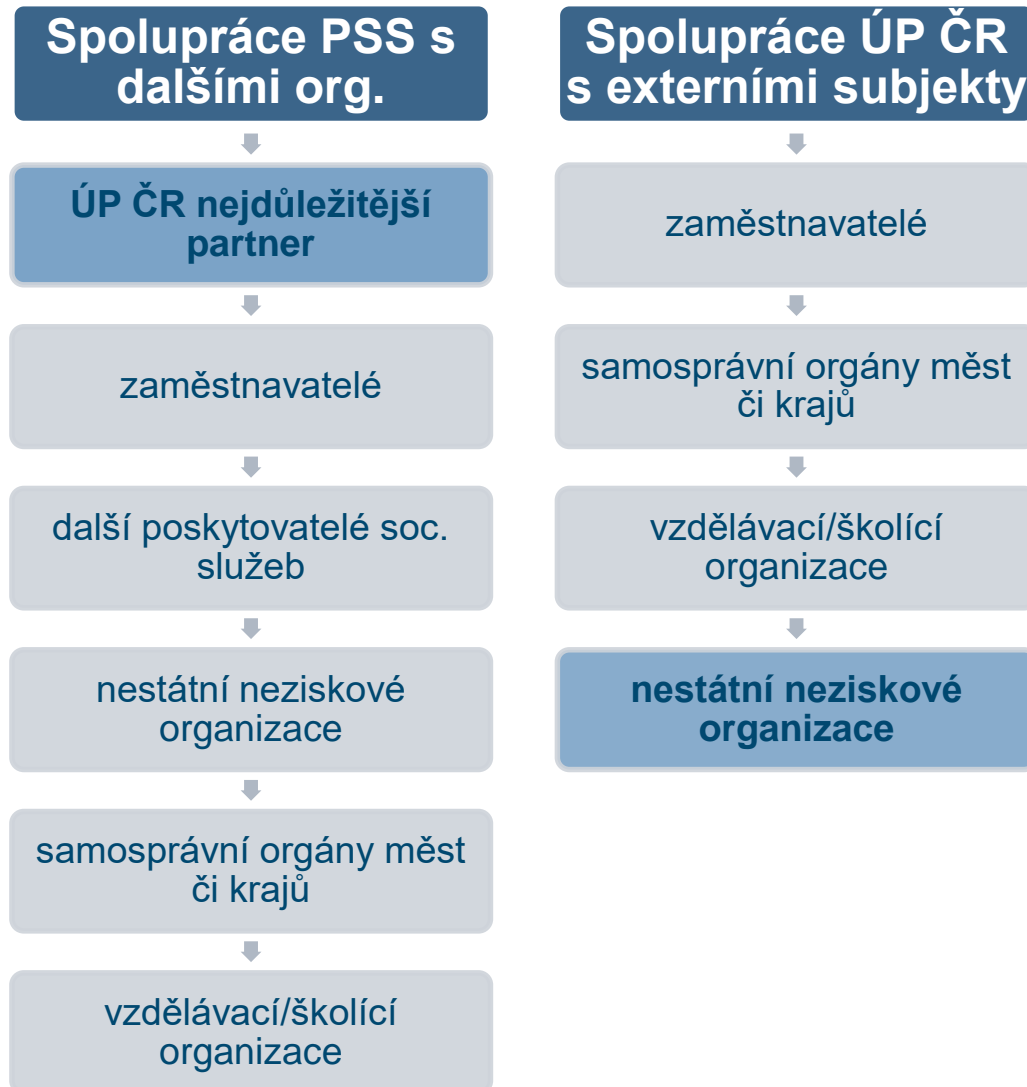 Spolupráce PSS s
dalšími org.
ÚP ČR nejdůležitější
partner
zaměstnavatelé
další poskytovatelé soc.
služeb
nestátní neziskové
organizace
samosprávní orgány měst
či krajů
vzdělávací/školící
organizace
Spolupráce ÚP ČR
s externími subjekty
zaměstnavatelé
samosprávní orgány měst
či krajů
vzdělávací/školící
organizace
nestátní neziskové
organizace